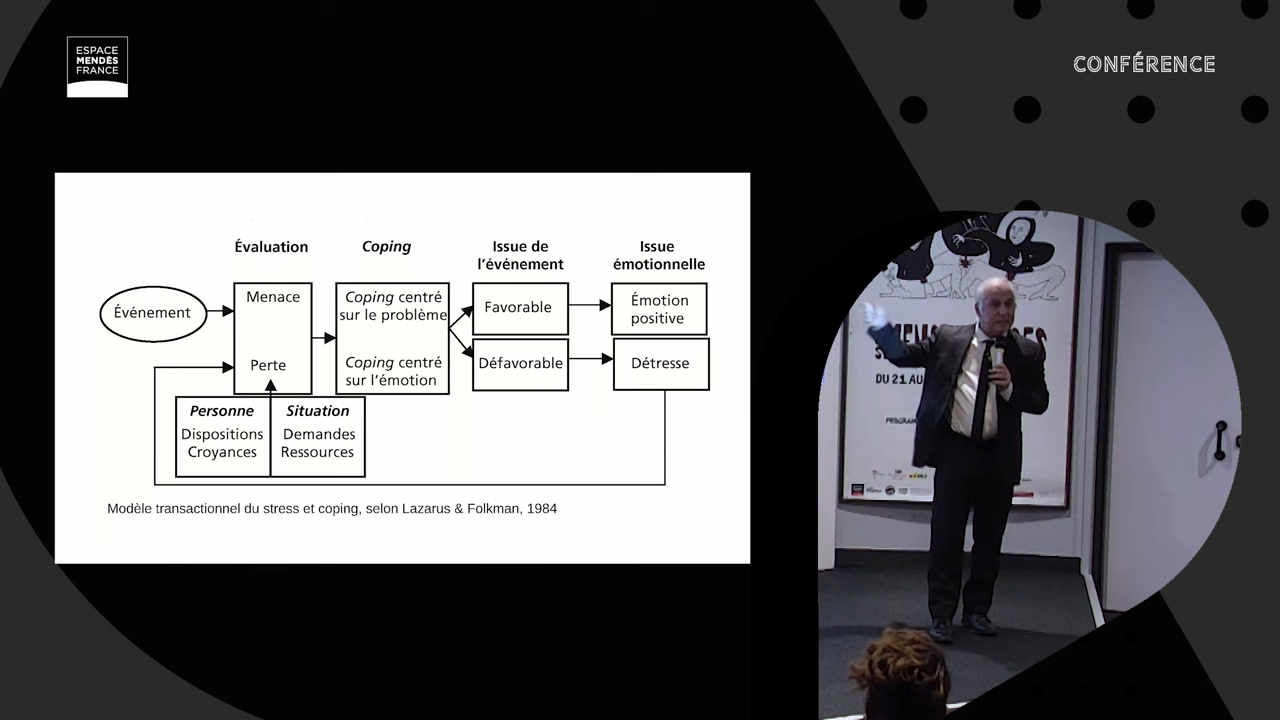 ESPACE
MENDÈS
FRANCE
CONFÉRENCE
Évaluation
Coping
Issue de
l'événement
Issue
émotionnelle
Événement
Menace
Perte
Coping centré
sur le problème
Coping centré
sur l'émotion
Favorable
Défavorable
Émotion
positive
Détresse
Personne
Dispositions
Croyances
Situation
Demandes
Ressources
Modèle transactionnel du stress et coping, selon Lazarus & Folkman, 1984
DU 21 AU